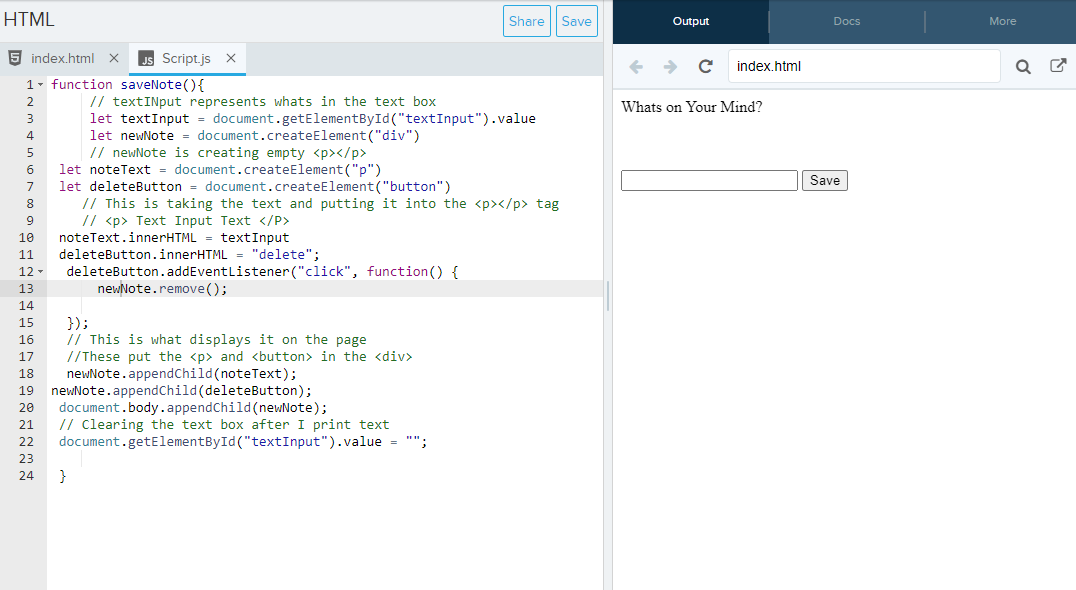 HTML
Share
Save
index.html
Script.js
1 function saveNote(){
2 // textINput represents whats in the text box
3 let textInput = document.getElementById("textInput").value
4 let newNote = document.createElement("div")
5 // newNote is creating empty <p></p>
6 let noteText = document.createElement("p")
7 let deleteButton = document.createElement("button")
8 // This is taking the text and putting it into the <p></p> tag
9 // <p> Text Input Text </P>
10 noteText.innerHTML = textInput
11 deleteButton.innerHTML = "delete";
12 deleteButton.addEventListener("click", function() {
13 newNote.remove();
14
15 });
16 // This is what displays it on the page
17 //These put the <p> and <button> in the <div>
18 newNote.appendChild(noteText);
19 newNote.appendChild(deleteButton);
20 document.body.appendChild(newNote);
21 // Clearing the text box after I print text
22 document.getElementById("textInput").value = "";
23
24 }
Output
Docs
More
index.html
Whats on Your Mind?
Save